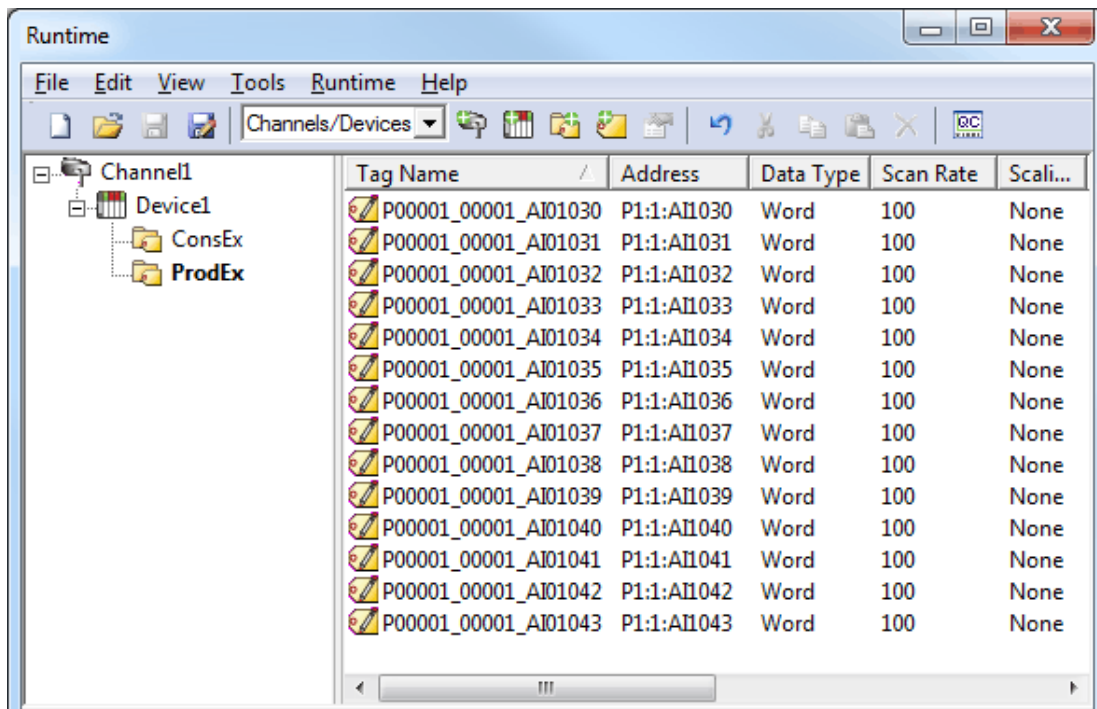 Runtime
File Edit View Tools Runtime Help
Channels/Devices QC
Channel1
Device1
ConsEx
ProdEx
Tag Name Address Data Type Scan Rate Scali...
P00001_00001_AI01030 P1:1:AI1030 Word 100 None
P00001_00001_AI01031 P1:1:AI1031 Word 100 None
P00001_00001_AI01032 P1:1:AI1032 Word 100 None
P00001_00001_AI01033 P1:1:AI1033 Word 100 None
P00001_00001_AI01034 P1:1:AI1034 Word 100 None
P00001_00001_AI01035 P1:1:AI1035 Word 100 None
P00001_00001_AI01036 P1:1:AI1036 Word 100 None
P00001_00001_AI01037 P1:1:AI1037 Word 100 None
P00001_00001_AI01038 P1:1:AI1038 Word 100 None
P00001_00001_AI01039 P1:1:AI1039 Word 100 None
P00001_00001_AI01040 P1:1:AI1040 Word 100 None
P00001_00001_AI01041 P1:1:AI1041 Word 100 None
P00001_00001_AI01042 P1:1:AI1042 Word 100 None
P00001_00001_AI01043 P1:1:AI1043 Word 100 None